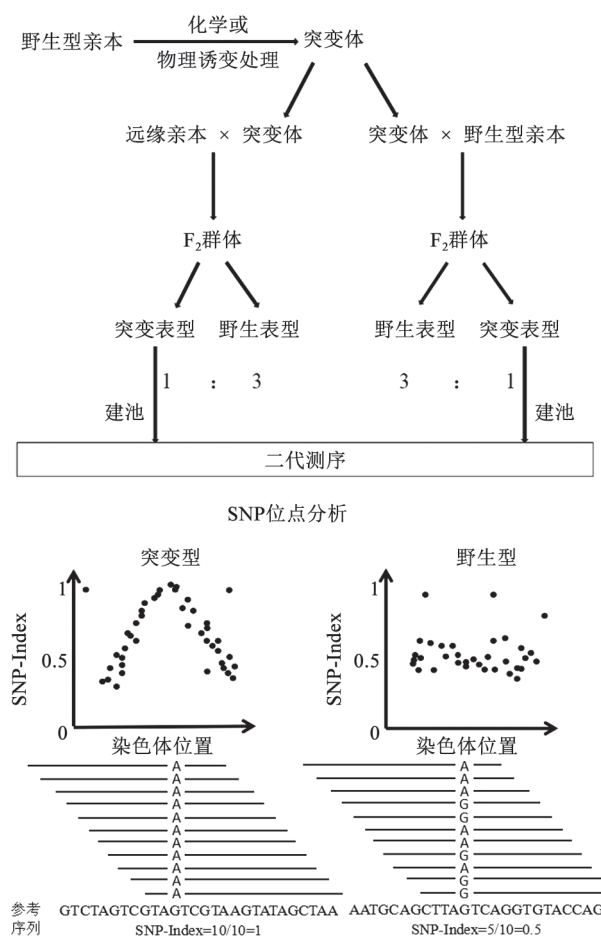 野生型亲本
化学或
物理诱变处理
突变体
远缘亲本 × 突变体
突变体 × 野生型亲本
F₂群体
F₂群体
突变表型
野生表型
野生表型
突变表型
1 : 3
3 : 1
建池
建池
二代测序
SNP位点分析
突变型
SNP-Index
1
0.5
0
染色体位置
野生型
SNP-Index
1
0.5
0
染色体位置
A
A
A
A
A
A
A
A
A
A
A
A
A
A
G
G
A
A
G
A
G
G
参考
序列
GTCTAGTCGTAGTCGTAAGTATAGCTAA
SNP-Index=10/10=1
AATGCAGCTTAGTCAGGTGTACCAG
SNP-Index=5/10=0.5